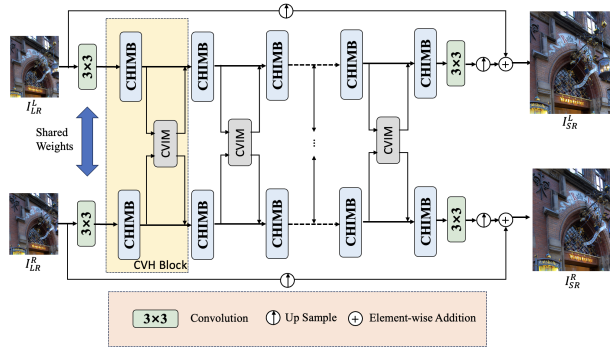 3×3
CHIMB
CHIMB
CHIMB
CHIMB
CHIMB
3×3
I^L_LR
I^L_SR
Shared
Weights
CVIM
CVIM
...
...
CVIM
3×3
CHIMB
CHIMB
CHIMB
CHIMB
CHIMB
3×3
I^R_LR
CVH Block
I^R_SR
3×3 Convolution Up Sample Element-wise Addition